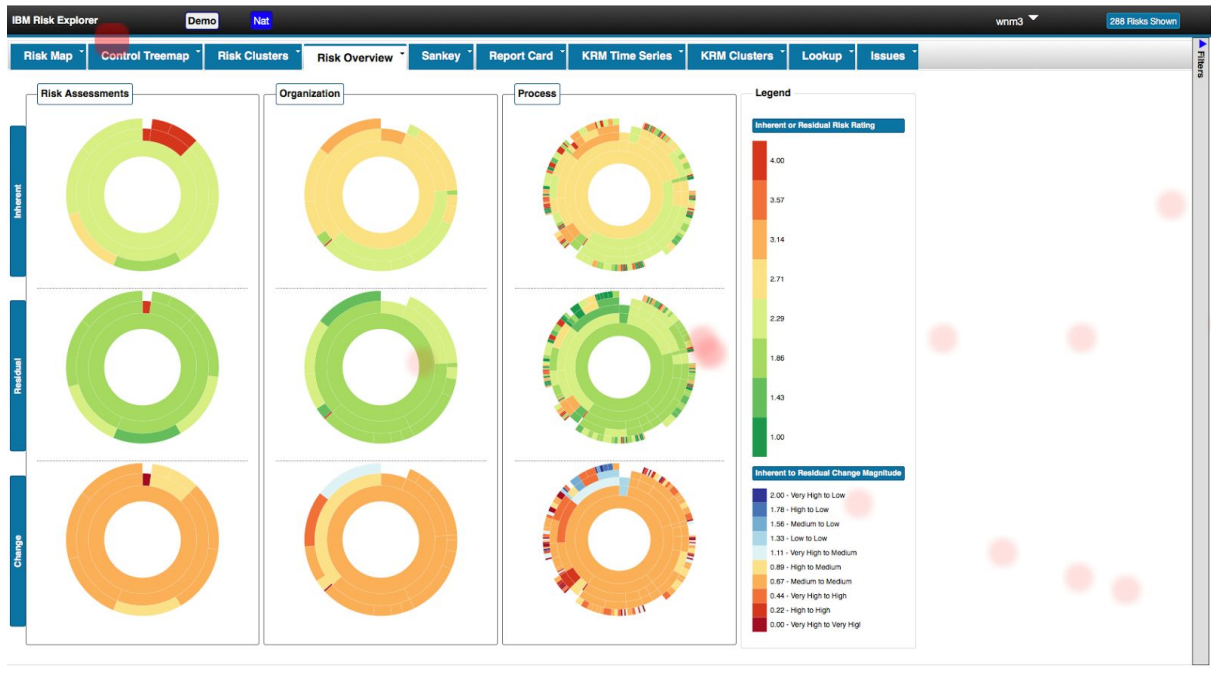 IBM Risk Explorer
Demo
Nat
wnm3
288 Risks Shown
Risk Map
Control Treemap
Risk Clusters
Risk Overview
Sankey
Report Card
KRM Time Series
KRM Clusters
Lookup
Issues
Filters
Risk Assessments
Organization
Process
Legend
Inherent
Residual
Change
Inherent or Residual Risk Rating
4.00
3.57
3.14
2.71
2.29
1.86
1.43
1.00
Inherent to Residual Change Magnitude
2.00 - Very High to Low
1.78 - High to Low
1.56 - Medium to Low
1.33 - Low to Low
1.11 - Very High to Medium
0.89 - High to Medium
0.67 - Medium to Medium
0.44 - Very High to High
0.22 - High to High
0.00 - Very High to Very Higl